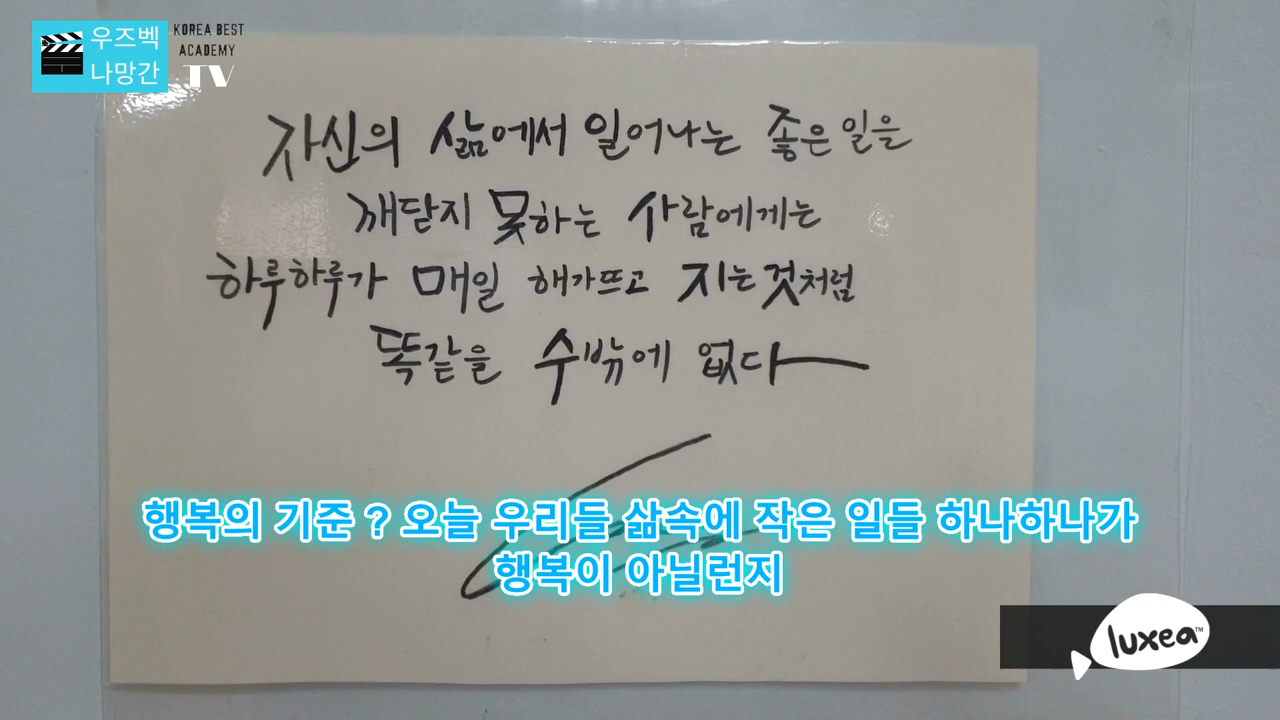 우즈벡
나망간
KOREA BEST
ACADEMY
TV
자신의 삶에서 일어나는 좋은 일을
깨닫지 못하는 사람에게는
하루하루가 매일 해가뜨고 지는것처럼
똑같을 수밖에 없다
행복의 기준 ? 오늘 우리들 삶속에 작은 일들 하나하나가
행복이 아닐런지
luxea™